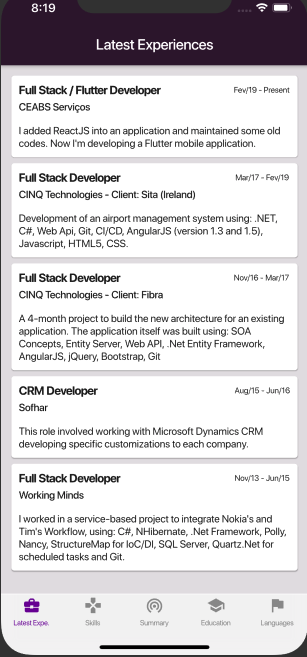 8:19
Latest Experiences
Full Stack / Flutter Developer
Fev/19 - Present
CEABS Serviços
I added ReactJS into an application and maintained some old
codes. Now I'm developing a Flutter mobile application.
Full Stack Developer
Mar/17 - Fev/19
CINQ Technologies - Client: Sita (Ireland)
Development of an airport management system using: .NET,
C#, Web Api, Git, CI/CD, AngularJS (version 1.3 and 1.5),
Javascript, HTML5, CSS.
Full Stack Developer
Nov/16 - Mar/17
CINQ Technologies - Client: Fibra
A 4-month project to build the new architecture for an existing
application. The application itself was built using: SOA
Concepts, Entity Server, Web API, .Net Entity Framework,
AngularJS, jQuery, Bootstrap, Git
CRM Developer
Aug/15 - Jun/16
Sofhar
This role involved working with Microsoft Dynamics CRM
developing specific customizations to each company.
Full Stack Developer
Nov/13 - Jun/15
Working Minds
I worked in a service-based project to integrate Nokia's and
Tim's Workflow, using: C#, NHibernate, .Net Framework, Polly,
Nancy, StructureMap for IoC/DI, SQL Server, Quartz.Net for
scheduled tasks and Git.
Latest Expe.
Skills
Summary
Education
Languages